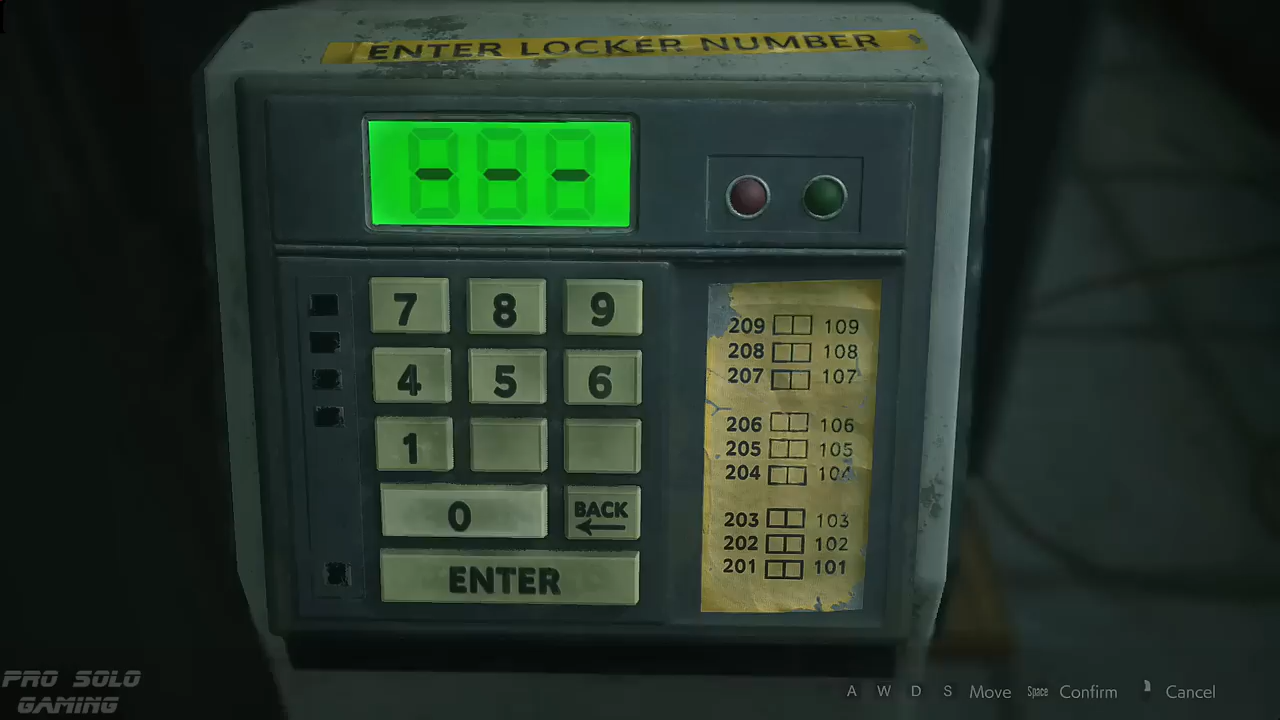 ENTER LOCKER NUMBER
- - -
7 8 9
4 5 6
1
0 BACK
ENTER
209 109
208 108
207 107
206 106
205 105
204 104
203 103
202 102
201 101
PRO SOLO
GAMING
A W D S Move Space Confirm Cancel